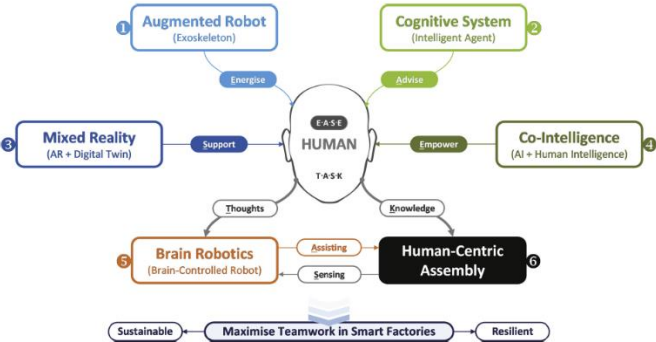 1
Augmented Robot
(Exoskeleton)
Cognitive System
(Intelligent Agent)
2
Energise
Advise
E·A·S·E
HUMAN
T·A·S·K
3
Mixed Reality
(AR + Digital Twin)
Support
Empower
Co-Intelligence
(AI + Human Intelligence)
4
Thoughts
Knowledge
5
Brain Robotics
(Brain-Controlled Robot)
Assisting
Sensing
Human-Centric
Assembly
6
Sustainable
Maximise Teamwork in Smart Factories
Resilient